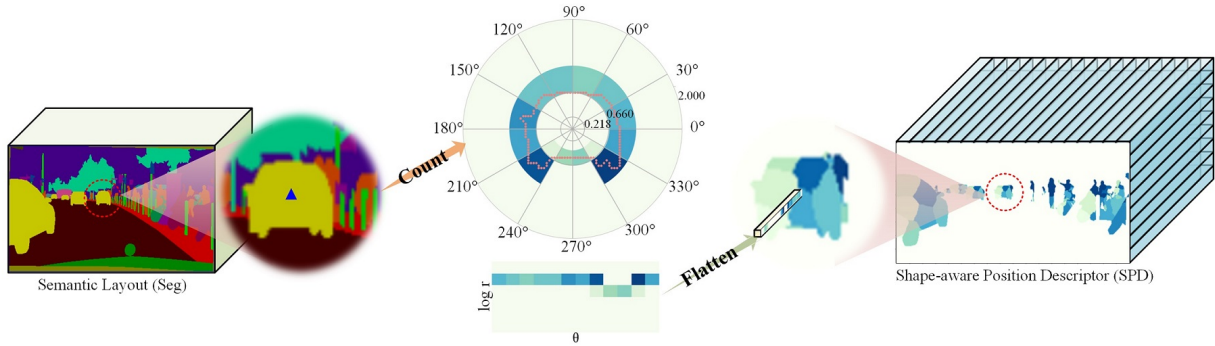 Semantic Layout (Seg)
Count
90°
120°
60°
150°
30°
2.000
0.660
0.218
180°
0°
210°
330°
240°
300°
270°
log r
θ
Flatten
Shape-aware Position Descriptor (SPD)